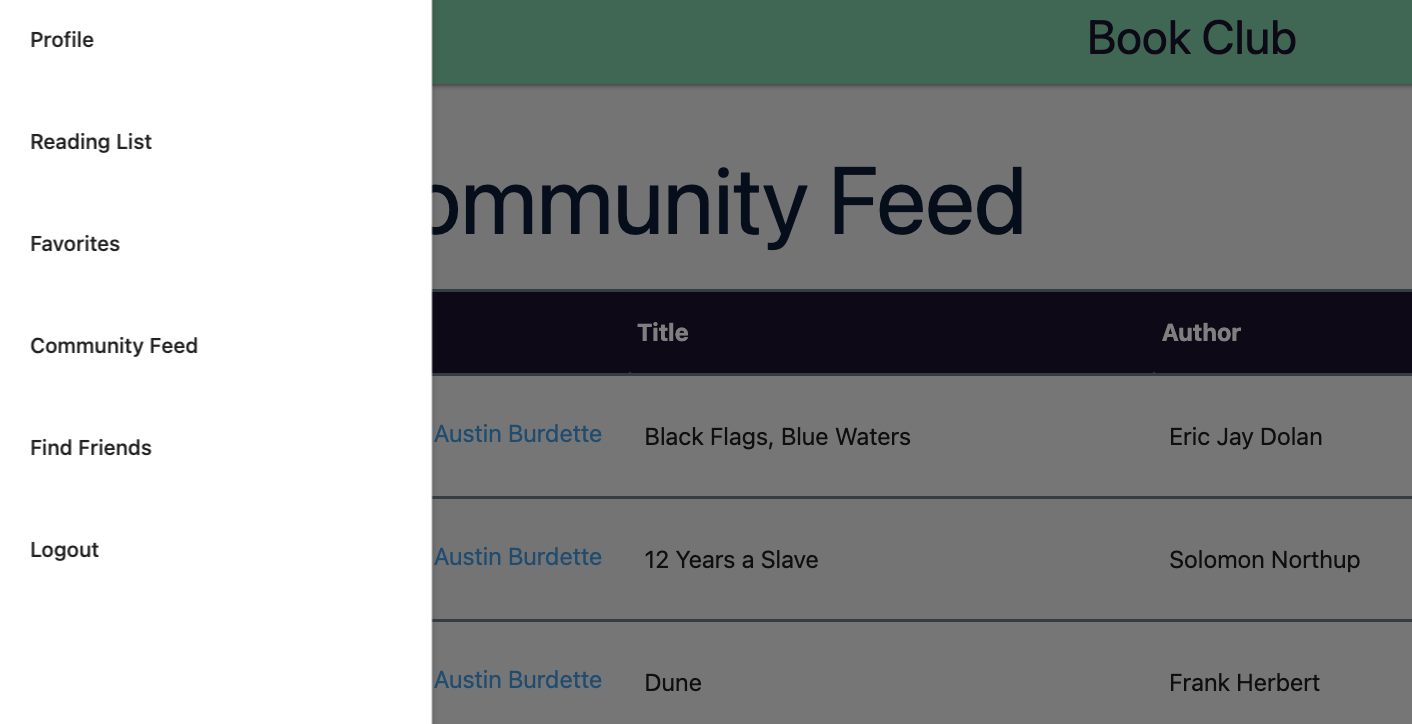 Profile
Reading List
Favorites
Community Feed
Find Friends
Logout
Book Club
ommunity Feed
Title Author
Austin Burdette Black Flags, Blue Waters Eric Jay Dolan
Austin Burdette 12 Years a Slave Solomon Northup
Austin Burdette Dune Frank Herbert